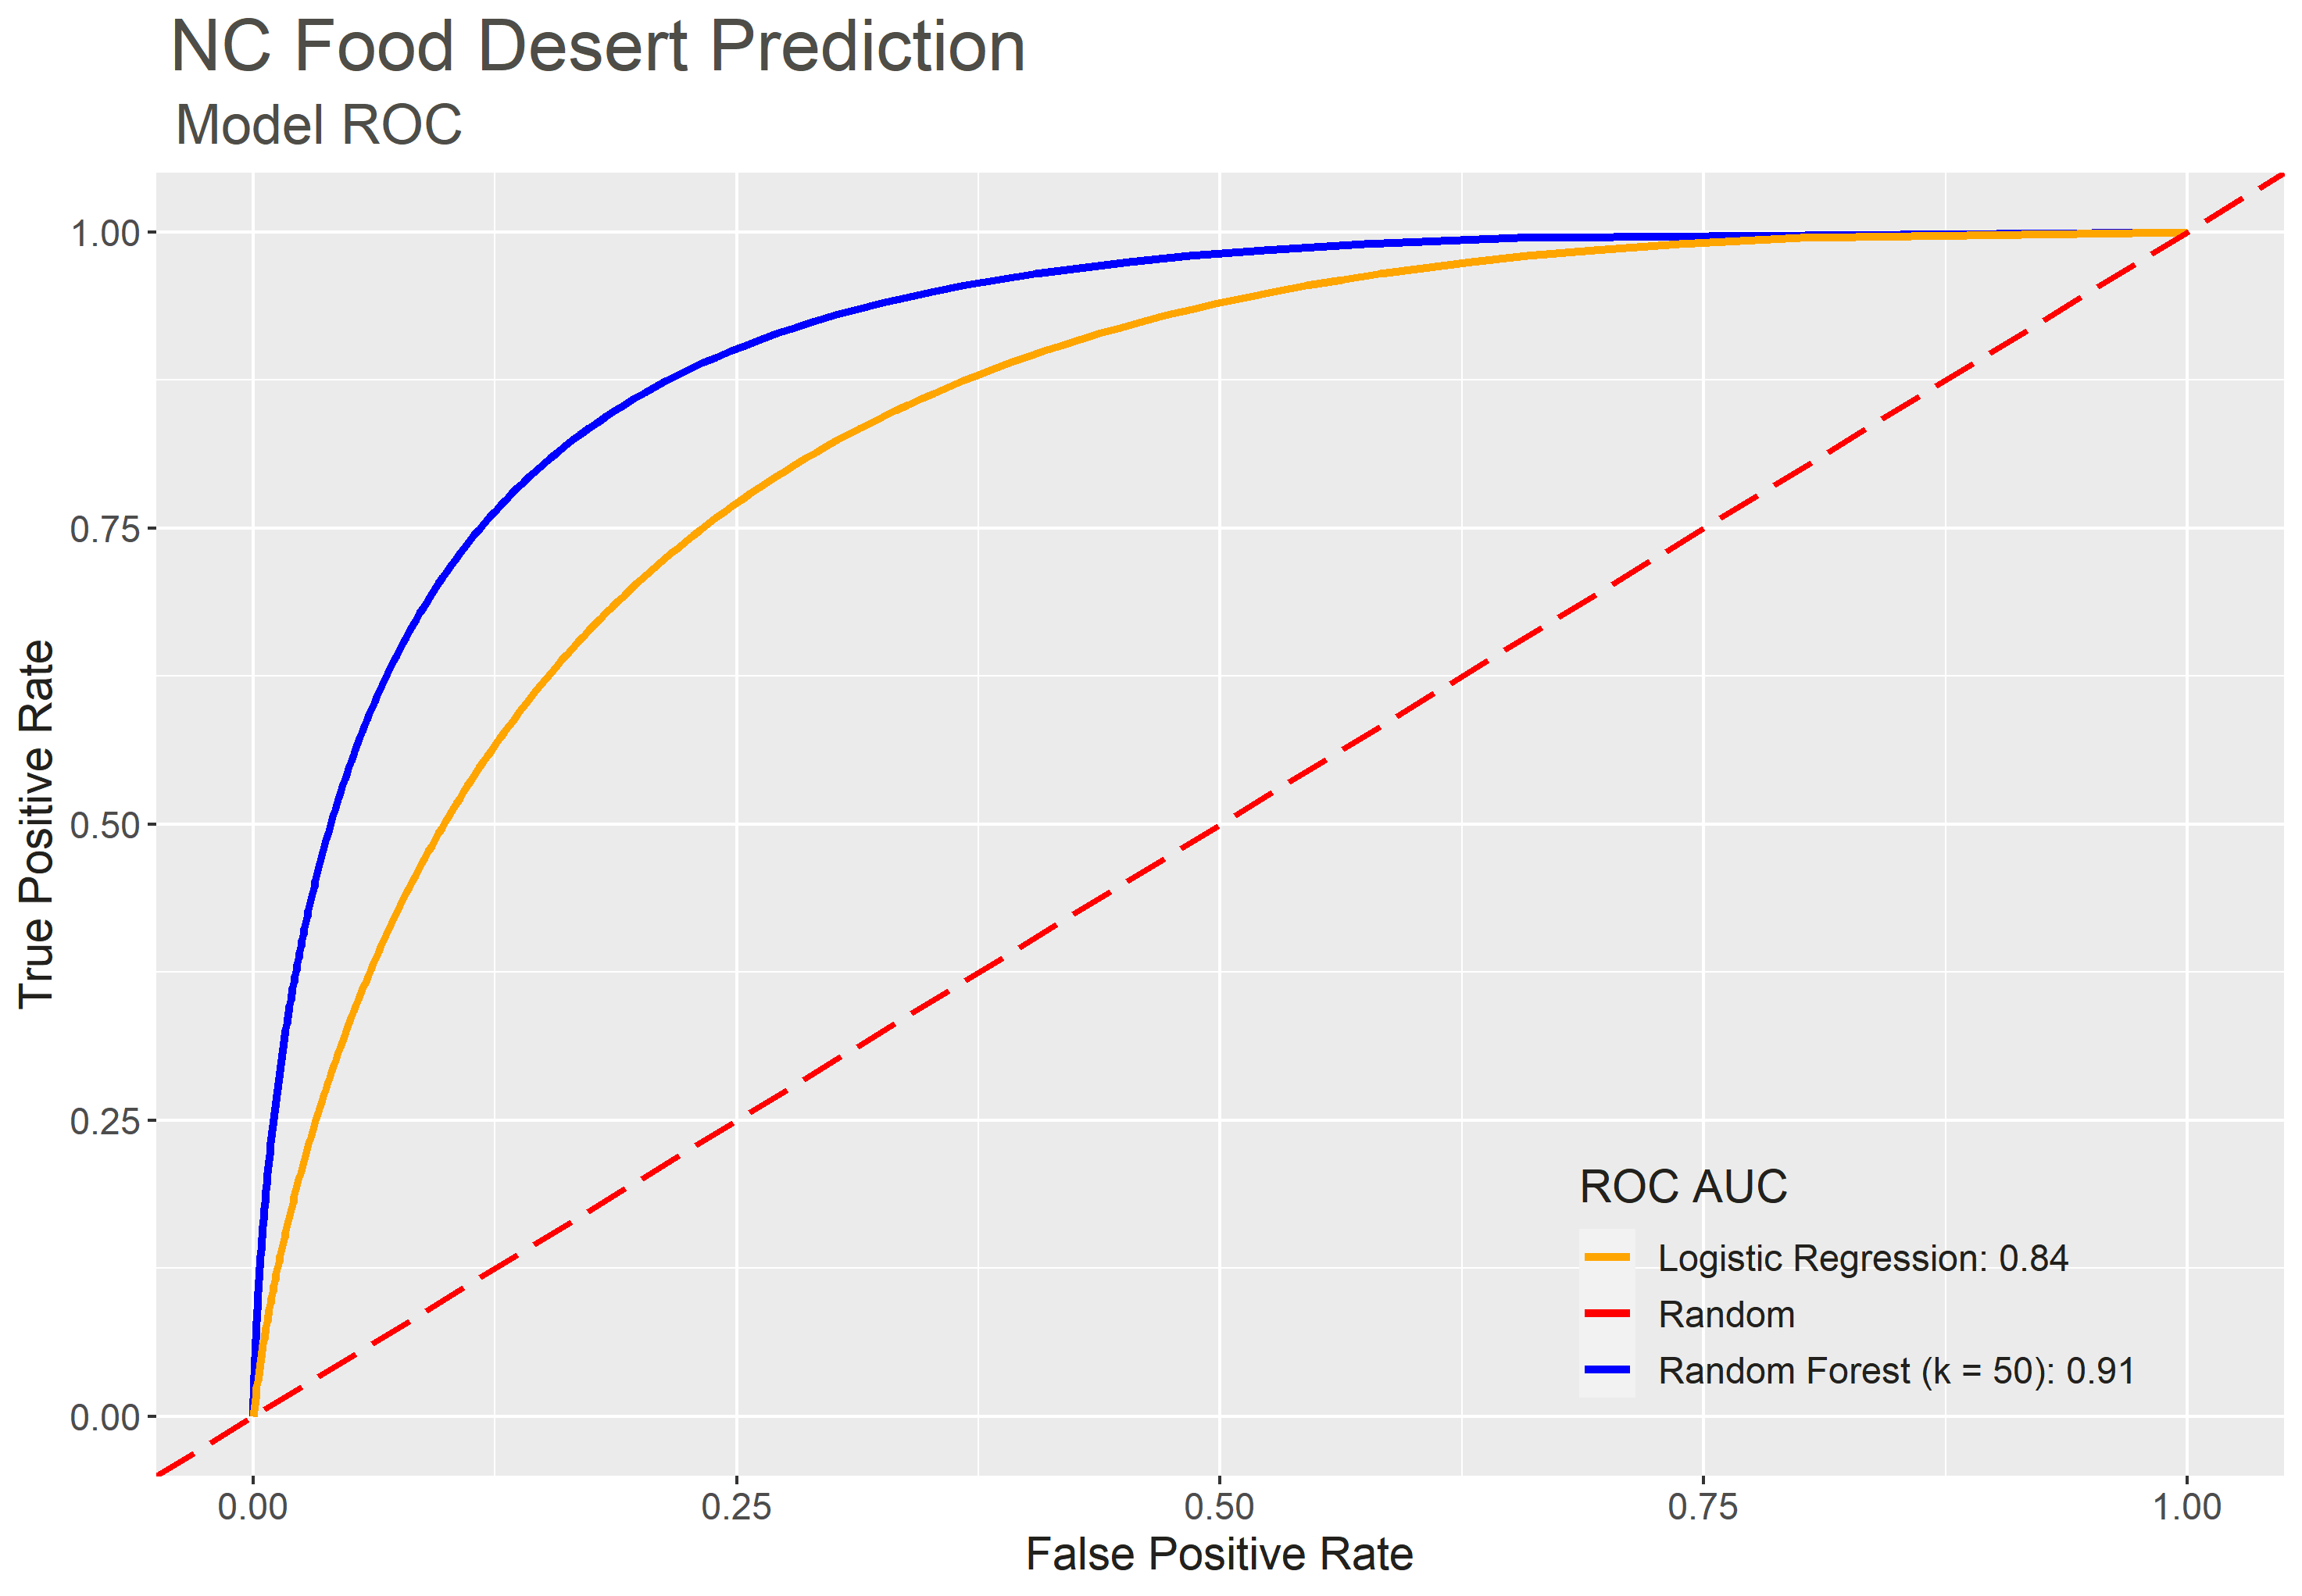 NC Food Desert Prediction
Model ROC
True Positive Rate
1.00
0.75
0.50
0.25
0.00
ROC AUC
Logistic Regression: 0.84
Random
Random Forest (k = 50): 0.91
0.00 0.25 0.50 0.75 1.00
False Positive Rate